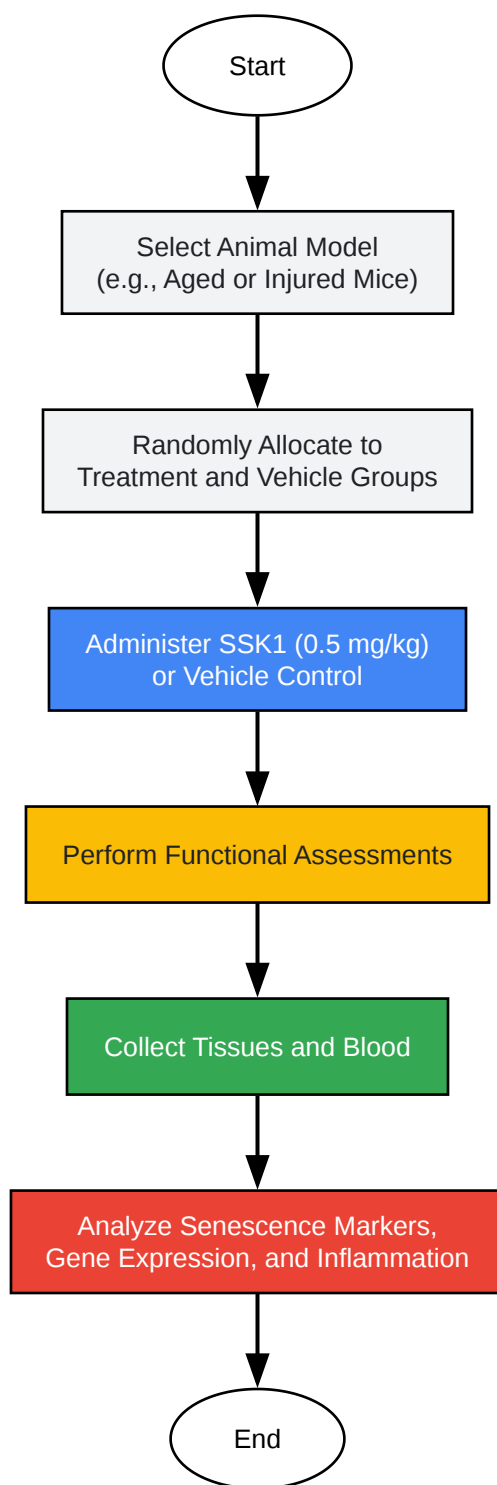 Start
Select Animal Model
(e.g., Aged or Injured Mice)
Randomly Allocate to
Treatment and Vehicle Groups
Administer SSK1 (0.5 mg/kg)
or Vehicle Control
Perform Functional Assessments
Collect Tissues and Blood
Analyze Senescence Markers,
Gene Expression, and Inflammation
End